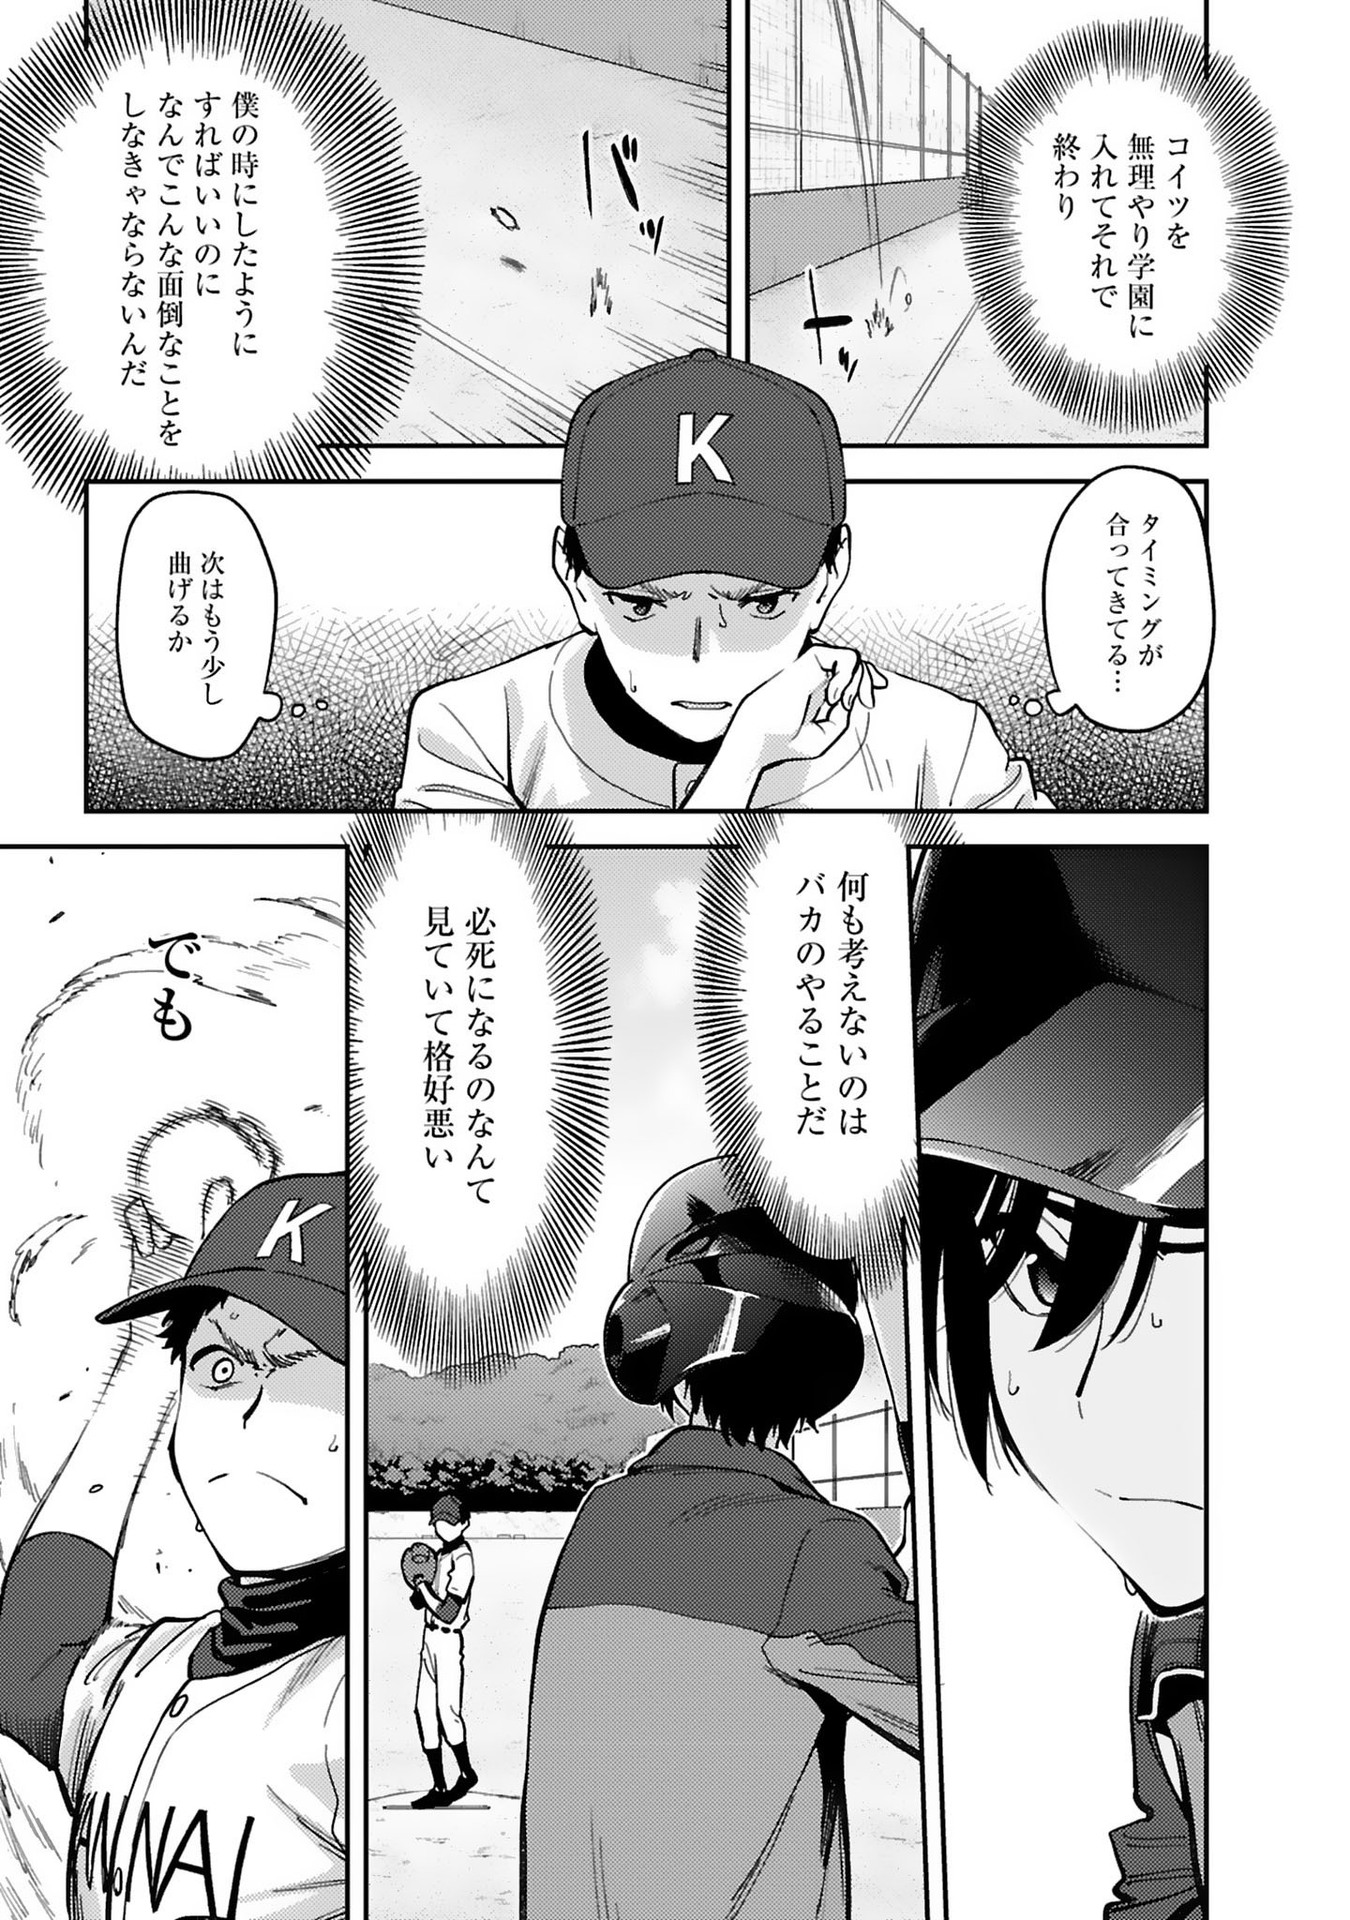 コイツを
無理やり学園に
入れてそれで
終わり
ドッ
バッ
僕の時にしたように
すればいいのに
なんでこんな面倒なことを
しなきゃならないんだ
K
タイミングが
合ってきてる…
次はもう少し
曲げるか
何も考えないのは
バカのやることだ
必死になるのなんて
見ていて格好悪い
でも
K
NNAI